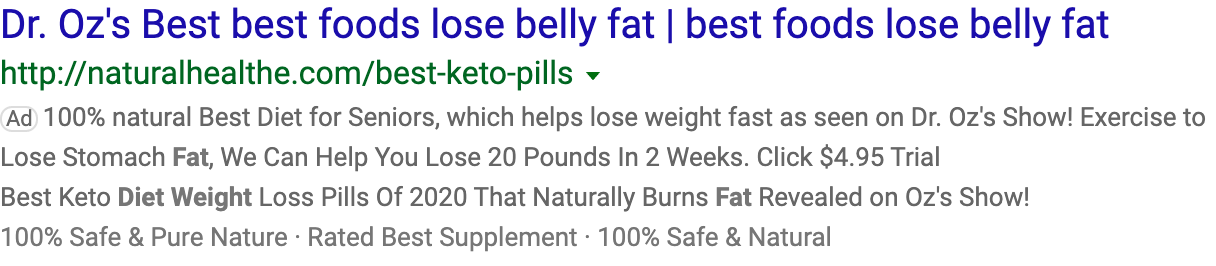 Dr. Oz's Best best foods lose belly fat | best foods lose belly fat
http://naturalhealthe.com/best-keto-pills
Ad 100% natural Best Diet for Seniors, which helps lose weight fast as seen on Dr. Oz's Show! Exercise to
Lose Stomach Fat, We Can Help You Lose 20 Pounds In 2 Weeks. Click $4.95 Trial
Best Keto Diet Weight Loss Pills Of 2020 That Naturally Burns Fat Revealed on Oz's Show!
100% Safe & Pure Nature · Rated Best Supplement · 100% Safe & Natural